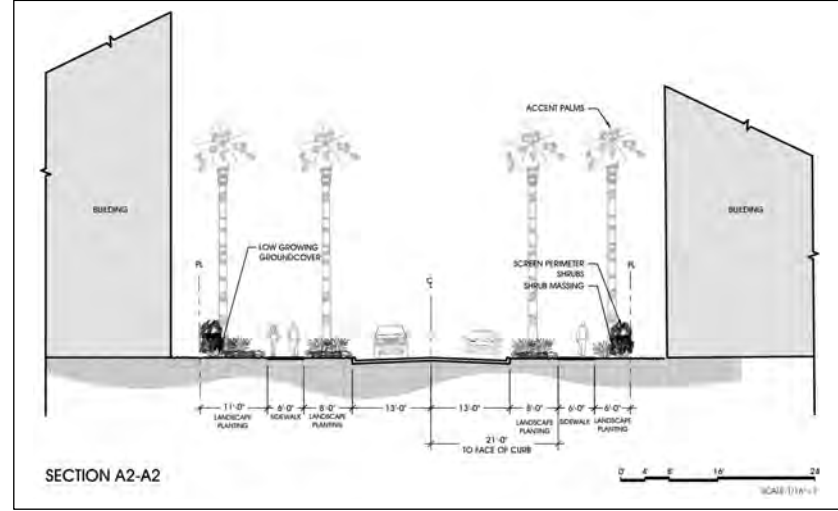 ACCENT PALMS
BUILDING
BUILDING
LOW GROWING
GROUNDCOVER
SCREEN PERIMETER
SHRUBS
SHRUB MASSING
PL
PL
11'-0"
LANDSCAPE
PLANTING
6'-0"
SIDEWALK
8'-0"
LANDSCAPE
PLANTING
13'-0"
13'-0"
8'-0"
LANDSCAPE
PLANTING
6'-0"
SIDEWALK
6'-0"
LANDSCAPE
PLANTING
21'-0"
TO FACE OF CURB
SECTION A2-A2
0' 4' 8' 16' 24